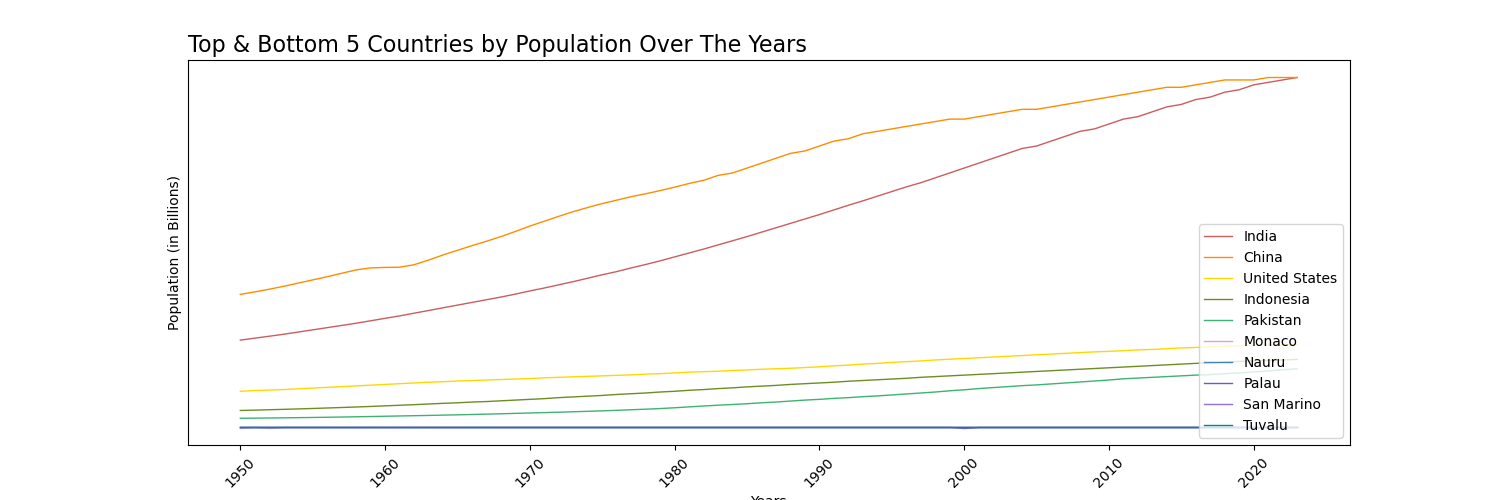 Top & Bottom 5 Countries by Population Over The Years
Population (in Billions)
India
China
United States
Indonesia
Pakistan
Monaco
Nauru
Palau
San Marino
Tuvalu
1950
1960
1970
1980
1990
2000
2010
2020
Years